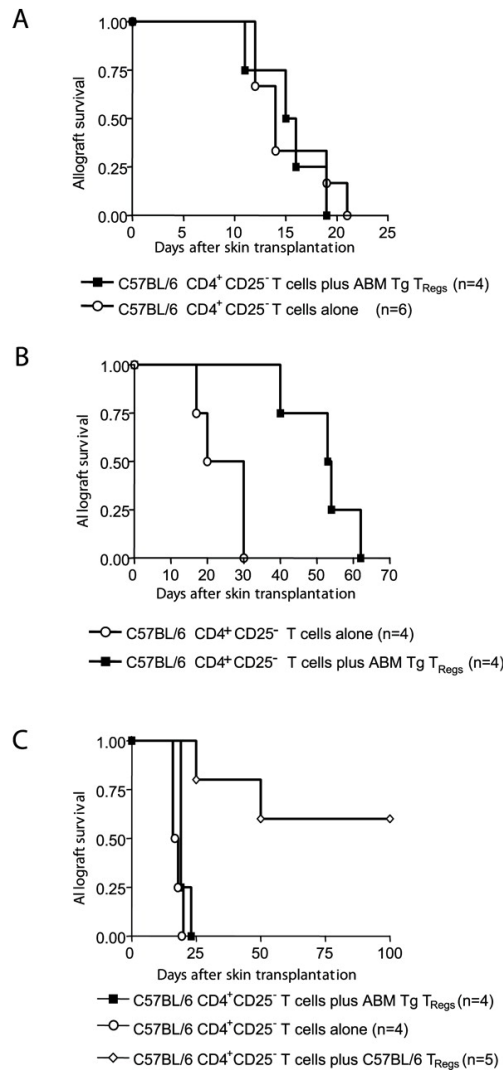 A
Allograft survival
1.00
0.75
0.50
0.25
0.00
0 5 10 15 20 25
Days after skin transplantation
C57BL/6 CD4+ CD25- T cells plus ABM Tg TRegs (n=4)
C57BL/6 CD4+ CD25- T cells alone (n=6)
B
Allograft survival
1.00
0.75
0.50
0.25
0.00
0 10 20 30 40 50 60 70
Days after skin transplantation
C57BL/6 CD4+CD25- T cells alone (n=4)
C57BL/6 CD4+CD25- T cells plus ABM Tg TRegs (n=4)
C
Allograft survival
1.00
0.75
0.50
0.25
0.00
0 25 50 75 100
Days after skin transplantation
C57BL/6 CD4+CD25- T cells plus ABM Tg TRegs (n=4)
C57BL/6 CD4+CD25- T cells alone (n=4)
C57BL/6 CD4+CD25- T cells plus C57BL/6 TRegs (n=5)